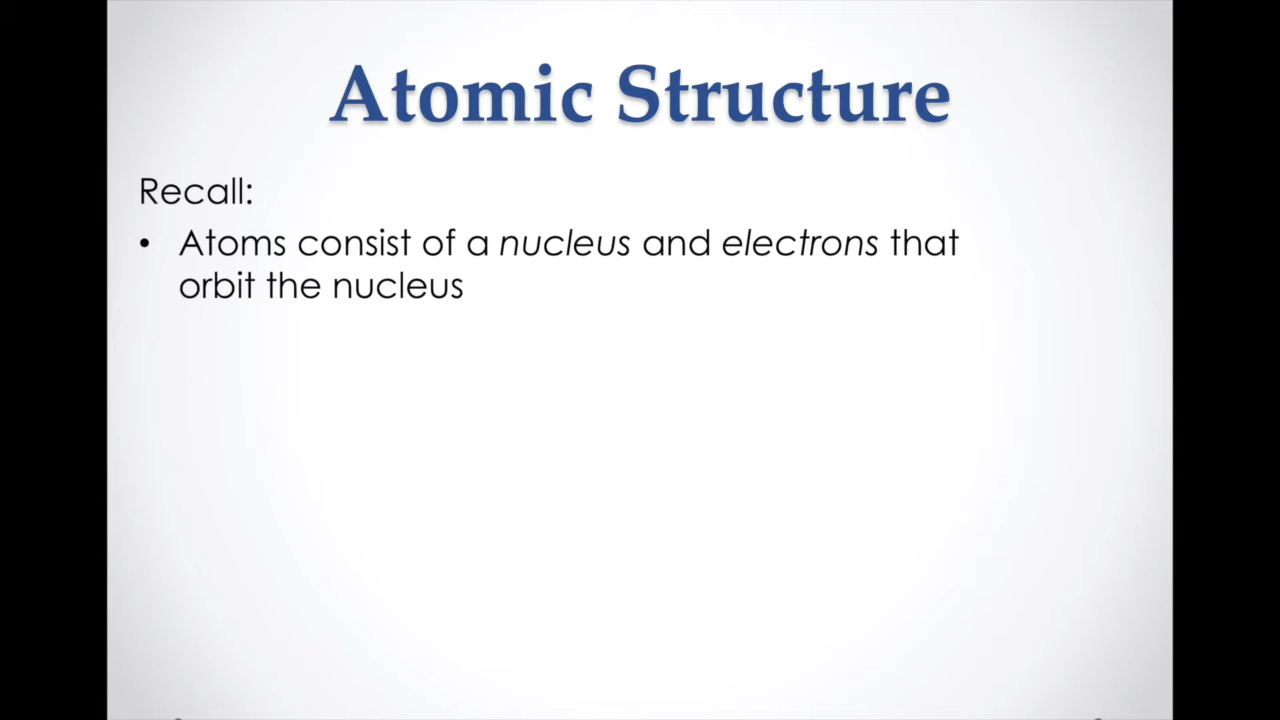 Atomic Structure
Recall:
• Atoms consist of a nucleus and electrons that
orbit the nucleus